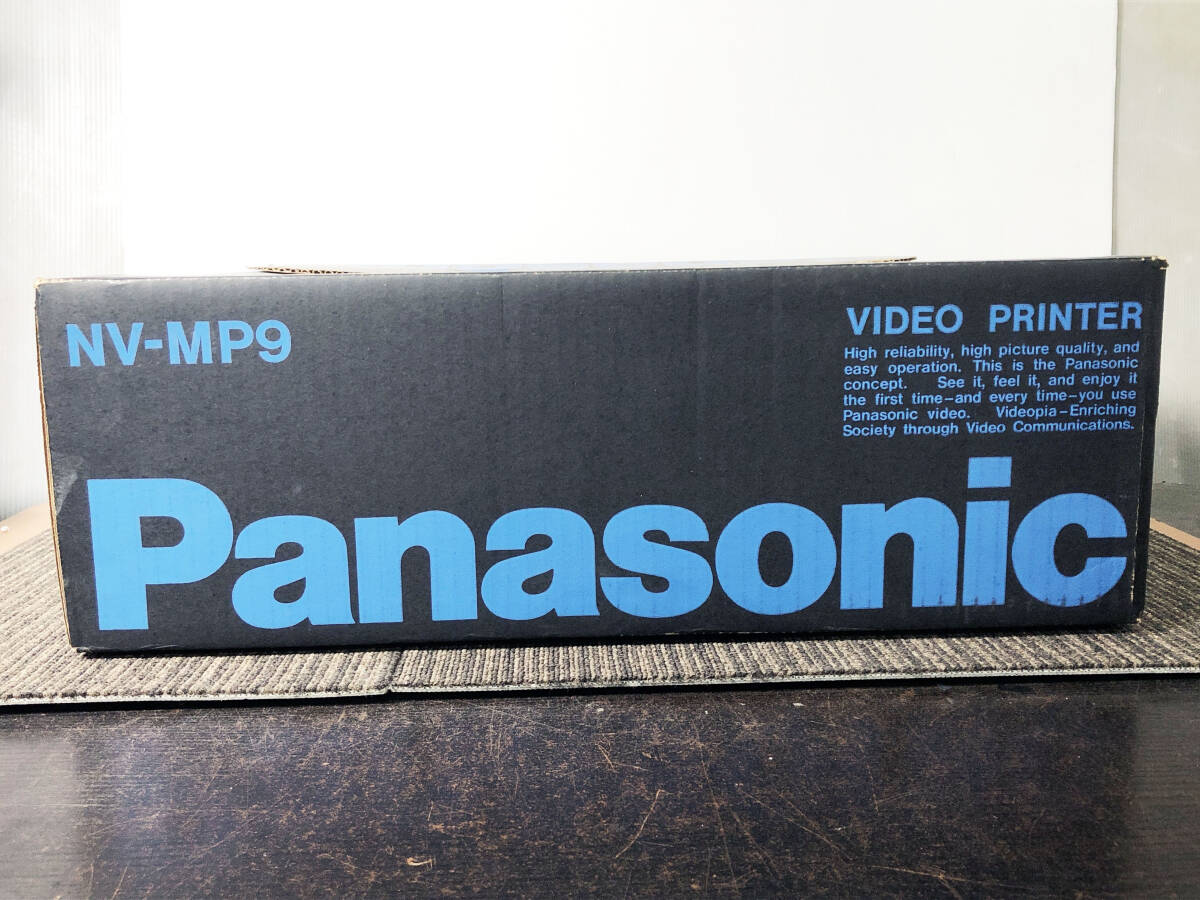 NV-MP9
VIDEO PRINTER
High reliability, high picture quality, and
easy operation. This is the Panasonic
concept. See it, feel it, and enjoy it
the first time–and every time–you use
Panasonic video. Videopia–Enriching
Society through Video Communications.
Panasonic